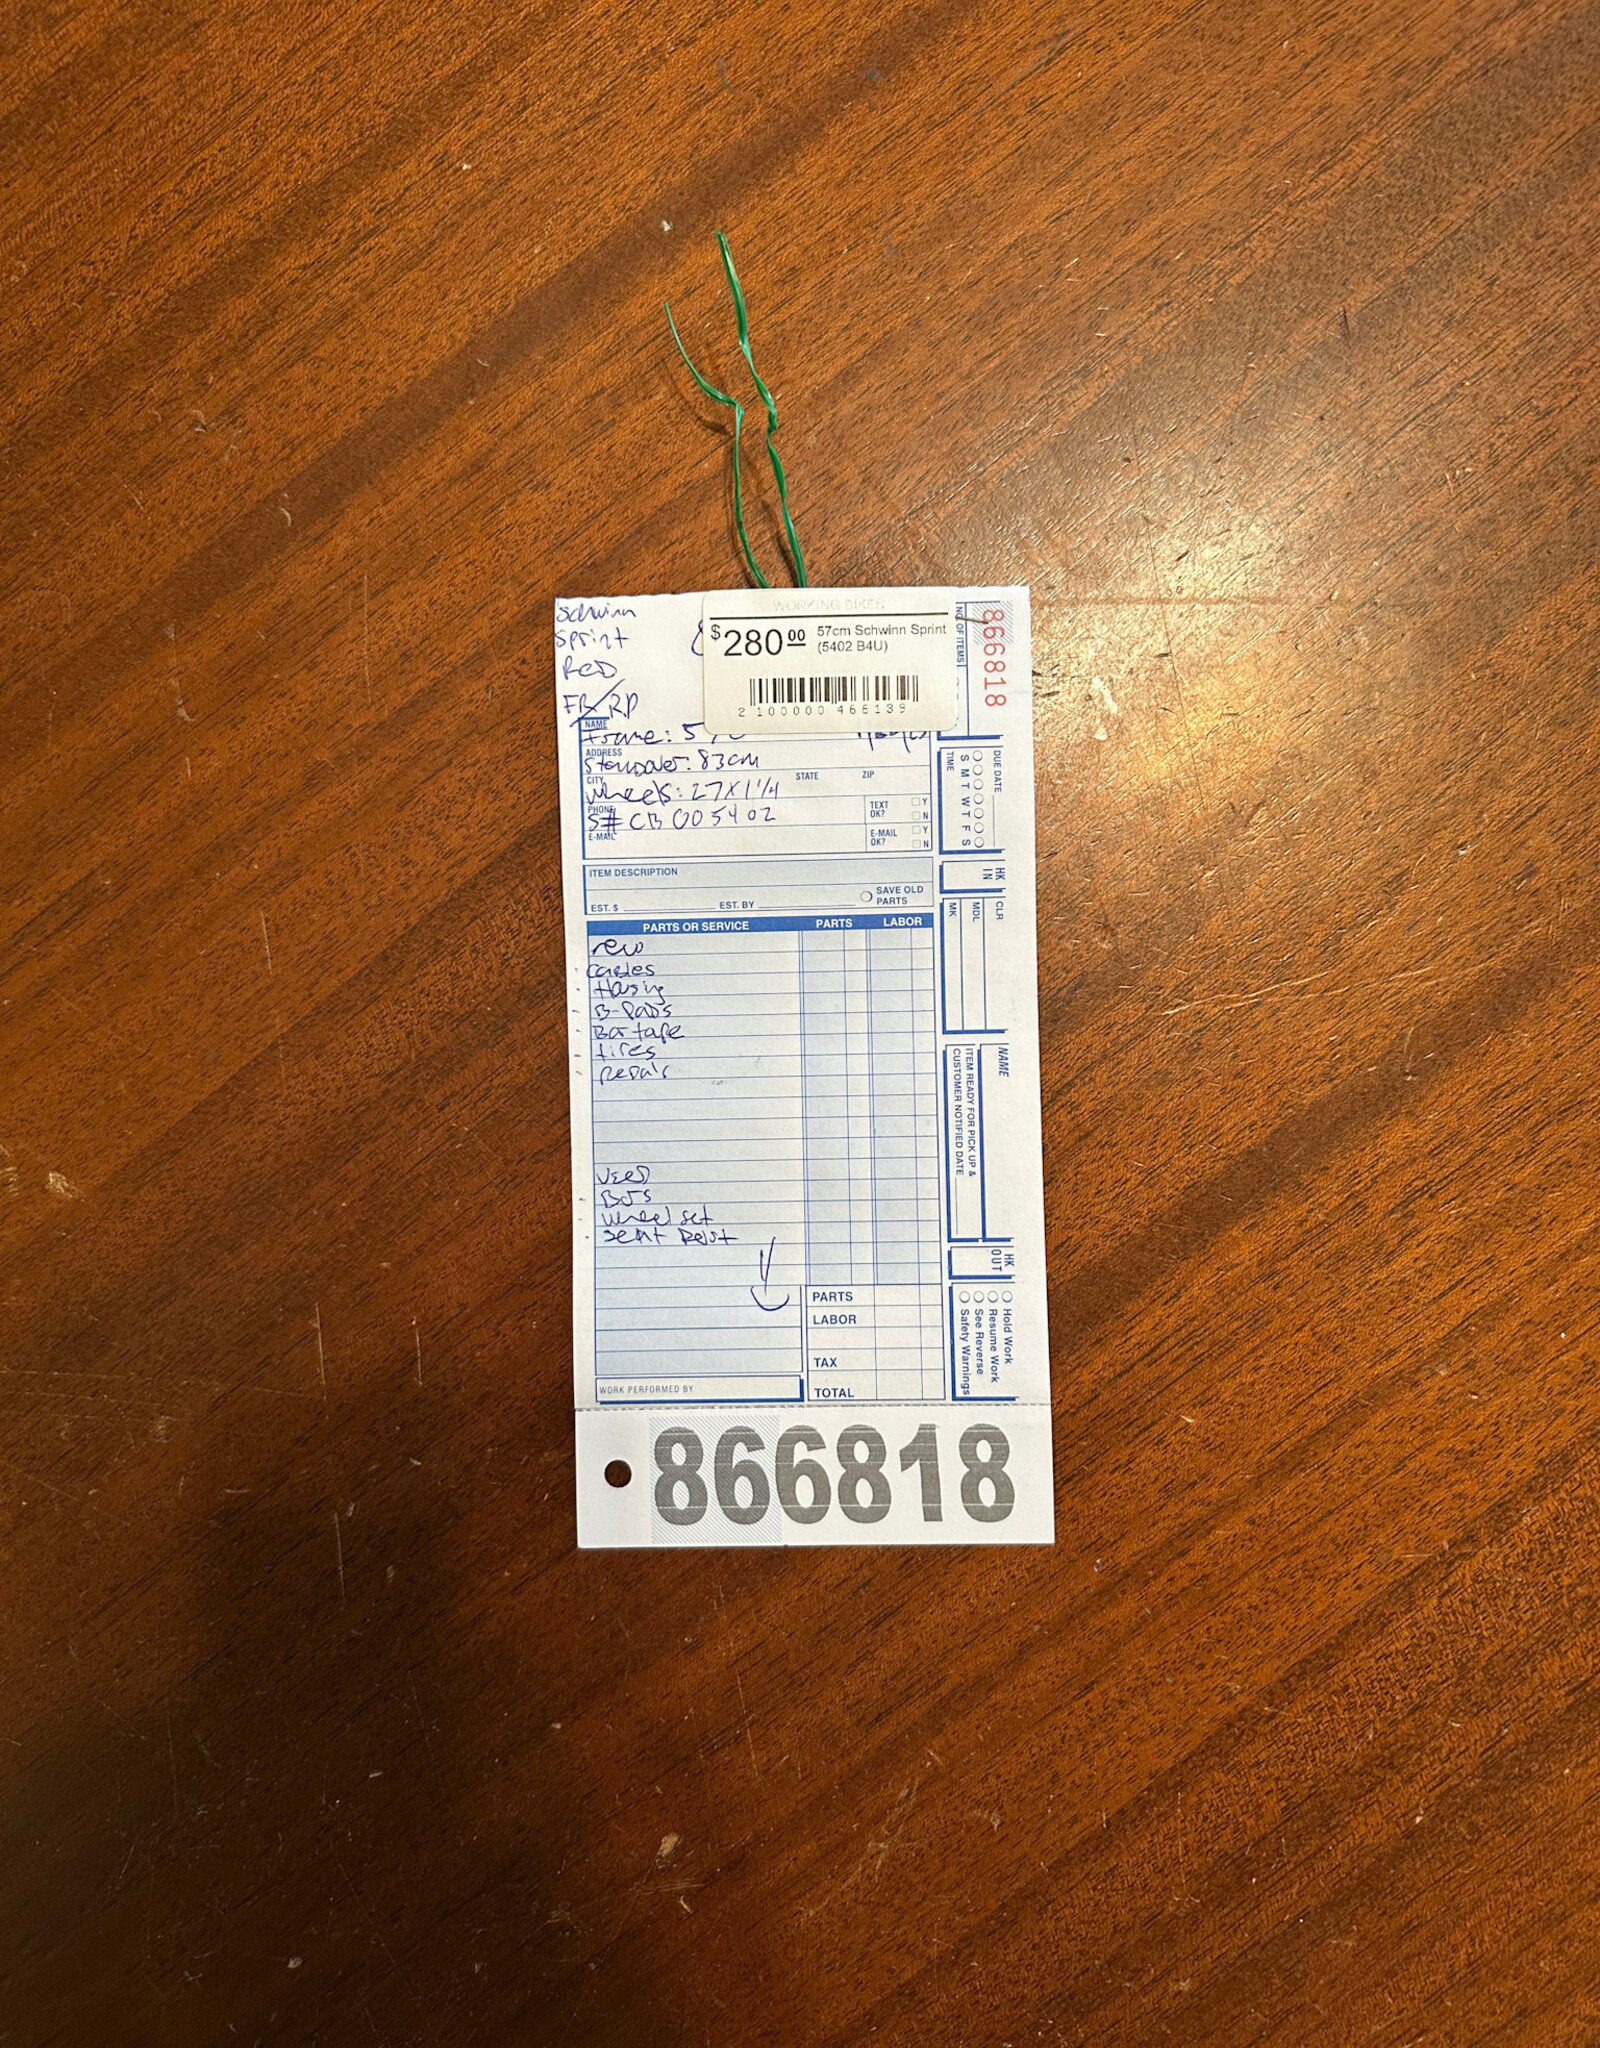 Schwinn
Sprint
Red
FB/RP
WORKING BIKES
$280.00 57cm Schwinn Sprint
(5402 B4U)
2 100000 466139
NO. OF ITEMS
866818
NAME
Frame: 57
ADDRESS
Standover: 83cm
CITY STATE ZIP
wheels: 27x1 1/4
PHONE
S# CB 005402
E-MAIL
TEXT OK? Y N
E-MAIL OK? Y N
TIME
S M T W T F S
DUE DATE
HK IN
ITEM DESCRIPTION
EST. $ EST. BY
SAVE OLD PARTS
MK
MDL
CLR
PARTS OR SERVICE PARTS LABOR
new
cables
Housing
B-Pads
Bar tape
tires
repair
used
wheel set
NAME
ITEM READY FOR PICK UP &
CUSTOMER NOTIFIED DATE
HK OUT
Hold Work
Resume Work
See Reverse
Safety Warnings
PARTS
LABOR
TAX
TOTAL
WORK PERFORMED BY
866818